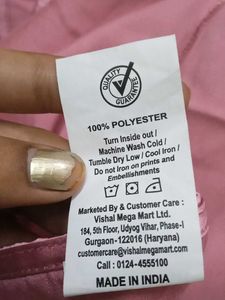 QUALITY
GUARANTEE
100% POLYESTER
Turn Inside out /
Machine Wash Cold /
Tumble Dry Low / Cool Iron /
Do not Iron on prints and
Embellishments
Marketed By & Customer Care :
Vishal Mega Mart Ltd.
184, 5th Floor, Udyog Vihar, Phase-I
Gurgaon-122016 (Haryana)
customercare@vishalmegamart.com
Call : 0124-4555100
MADE IN INDIA